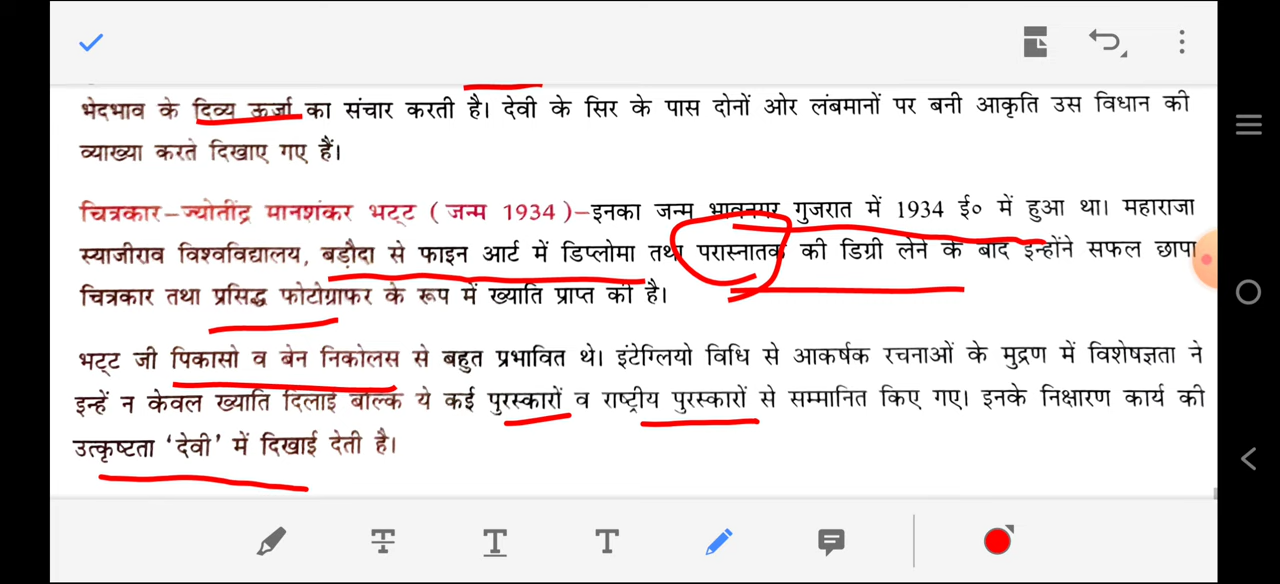 भेदभाव के दिव्य ऊर्जा का संचार करती है। देवी के सिर के पास दोनों ओर लंबमानों पर बनी आकृति उस विधान की
व्याख्या करते दिखाए गए हैं।
चित्रकार–ज्योतींद्र मानशंकर भट्ट ( जन्म 1934 )–इनका जन्म भावनगर गुजरात में 1934 ई० में हुआ था। महाराजा
स्याजीराव विश्वविद्यालय, बड़ौदा से फाइन आर्ट में डिप्लोमा तथा परास्नातक की डिग्री लेने के बाद इन्होंने सफल छापा
चित्रकार तथा प्रसिद्ध फोटोग्राफर के रूप में ख्याति प्राप्त की है।
भट्ट जी पिकासो व बेन निकोलस से बहुत प्रभावित थे। इंटेग्लियो विधि से आकर्षक रचनाओं के मुद्रण में विशेषज्ञता ने
इन्हें न केवल ख्याति दिलाई बल्कि ये कई पुरस्कारों व राष्ट्रीय पुरस्कारों से सम्मानित किए गए। इनके निक्षारण कार्य की
उत्कृष्टता ‘देवी’ में दिखाई देती है।
T T T